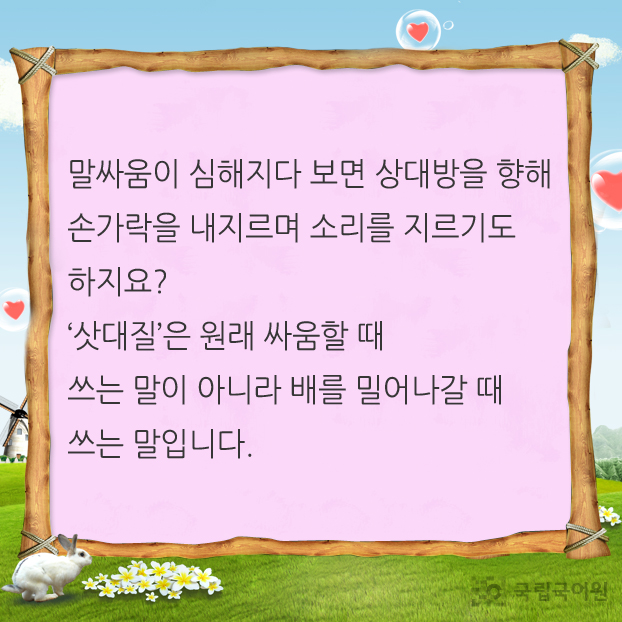 말싸움이 심해지다 보면 상대방을 향해
손가락을 내지르며 소리를 지르기도
하지요?
‘삿대질’은 원래 싸움할 때
쓰는 말이 아니라 배를 밀어나갈 때
쓰는 말입니다.
국립국어원